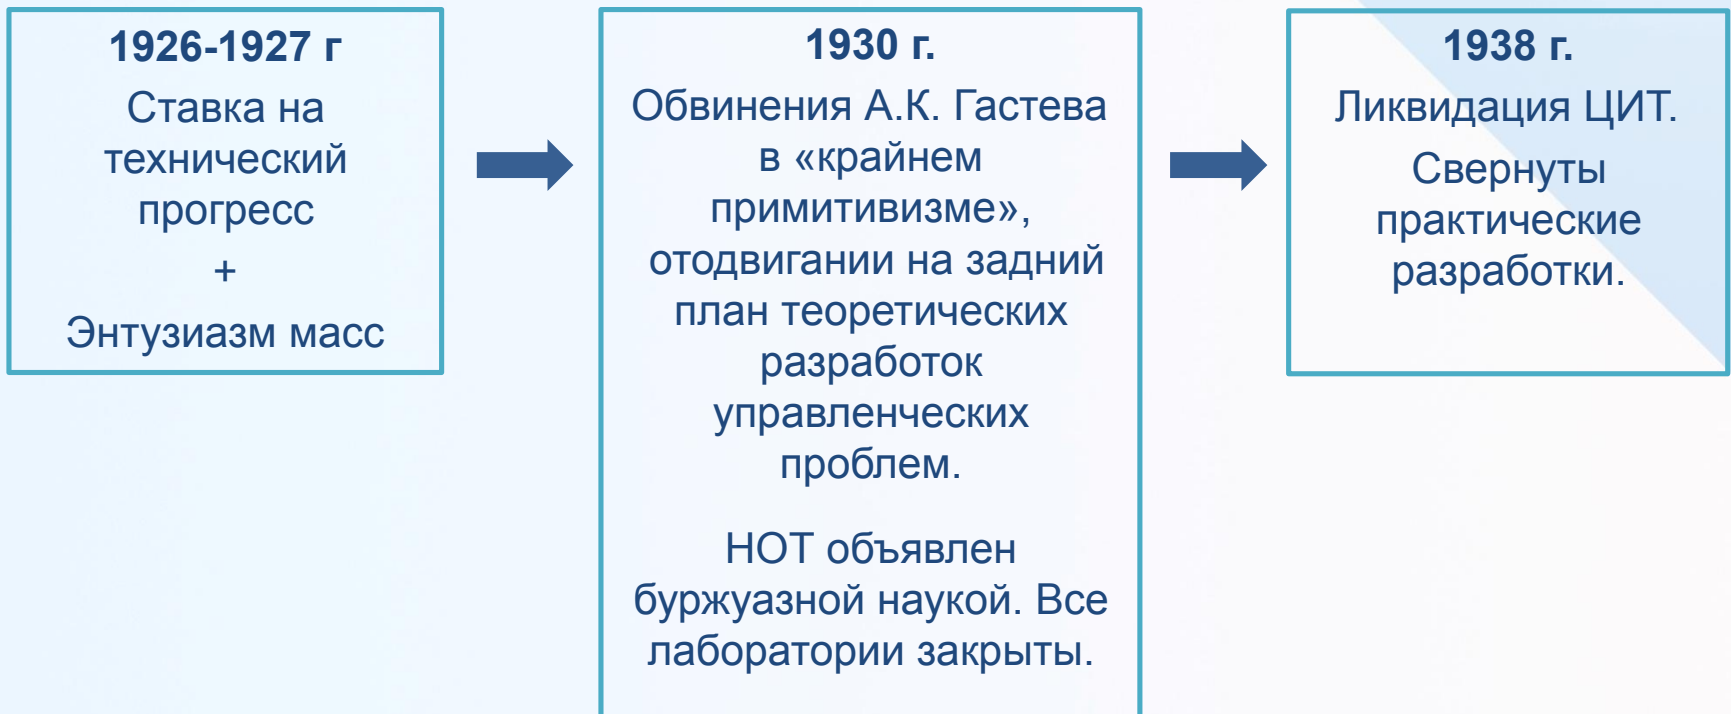 1926-1927 г
Ставка на
технический
прогресс
+
Энтузиазм масс
1930 г.
Обвинения А.К. Гастева
в «крайнем
примитивизме»,
отодвигании на задний
план теоретических
разработок
управленческих
проблем.
НОТ объявлен
буржуазной наукой. Все
лаборатории закрыты.
1938 г.
Ликвидация ЦИТ.
Свернуты
практические
разработки.